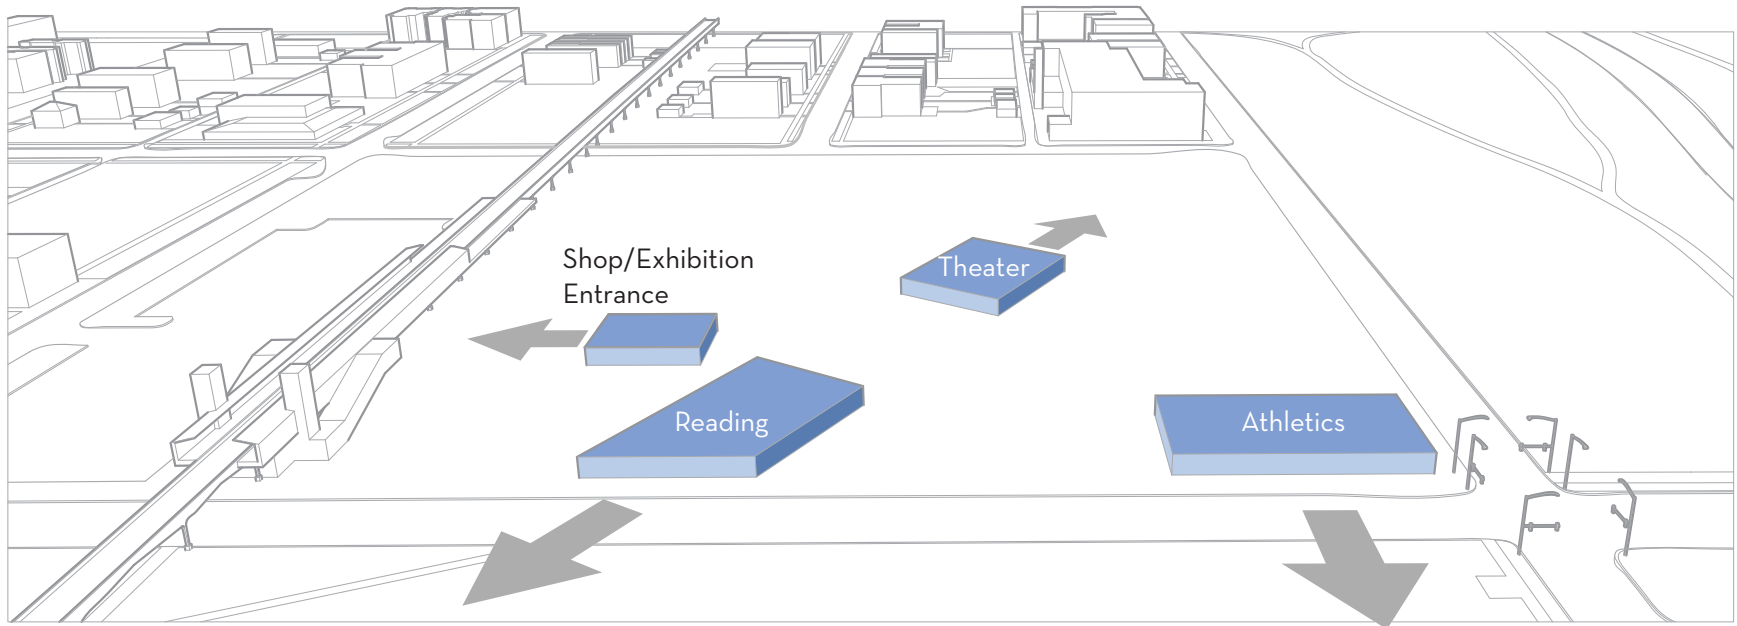 Shop/Exhibition
Entrance
Theater
Reading
Athletics